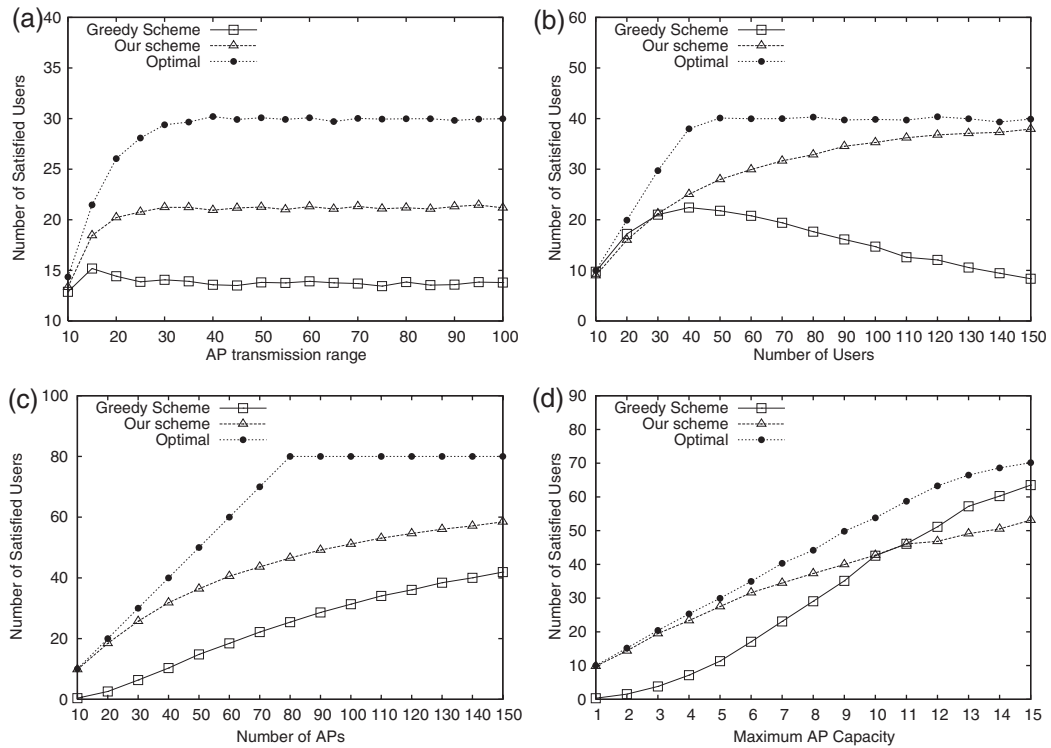 (a)
40
35
30
25
20
15
10
Number of Satisfied Users
Greedy Scheme
Our scheme
Optimal
10 20 30 40 50 60 70 80 90 100
AP transmission range
(b)
60
50
40
30
20
10
0
Number of Satisfied Users
Greedy Scheme
Our scheme
Optimal
10 20 30 40 50 60 70 80 90 100 110 120 130 140 150
Number of Users
(c)
100
80
60
40
20
0
Number of Satisfied Users
Greedy Scheme
Our scheme
Optimal
10 20 30 40 50 60 70 80 90 100 110 120 130 140 150
Number of APs
(d)
90
80
70
60
50
40
30
20
10
0
Number of Satisfied Users
Greedy Scheme
Our scheme
Optimal
1 2 3 4 5 6 7 8 9 10 11 12 13 14 15
Maximum AP Capacity